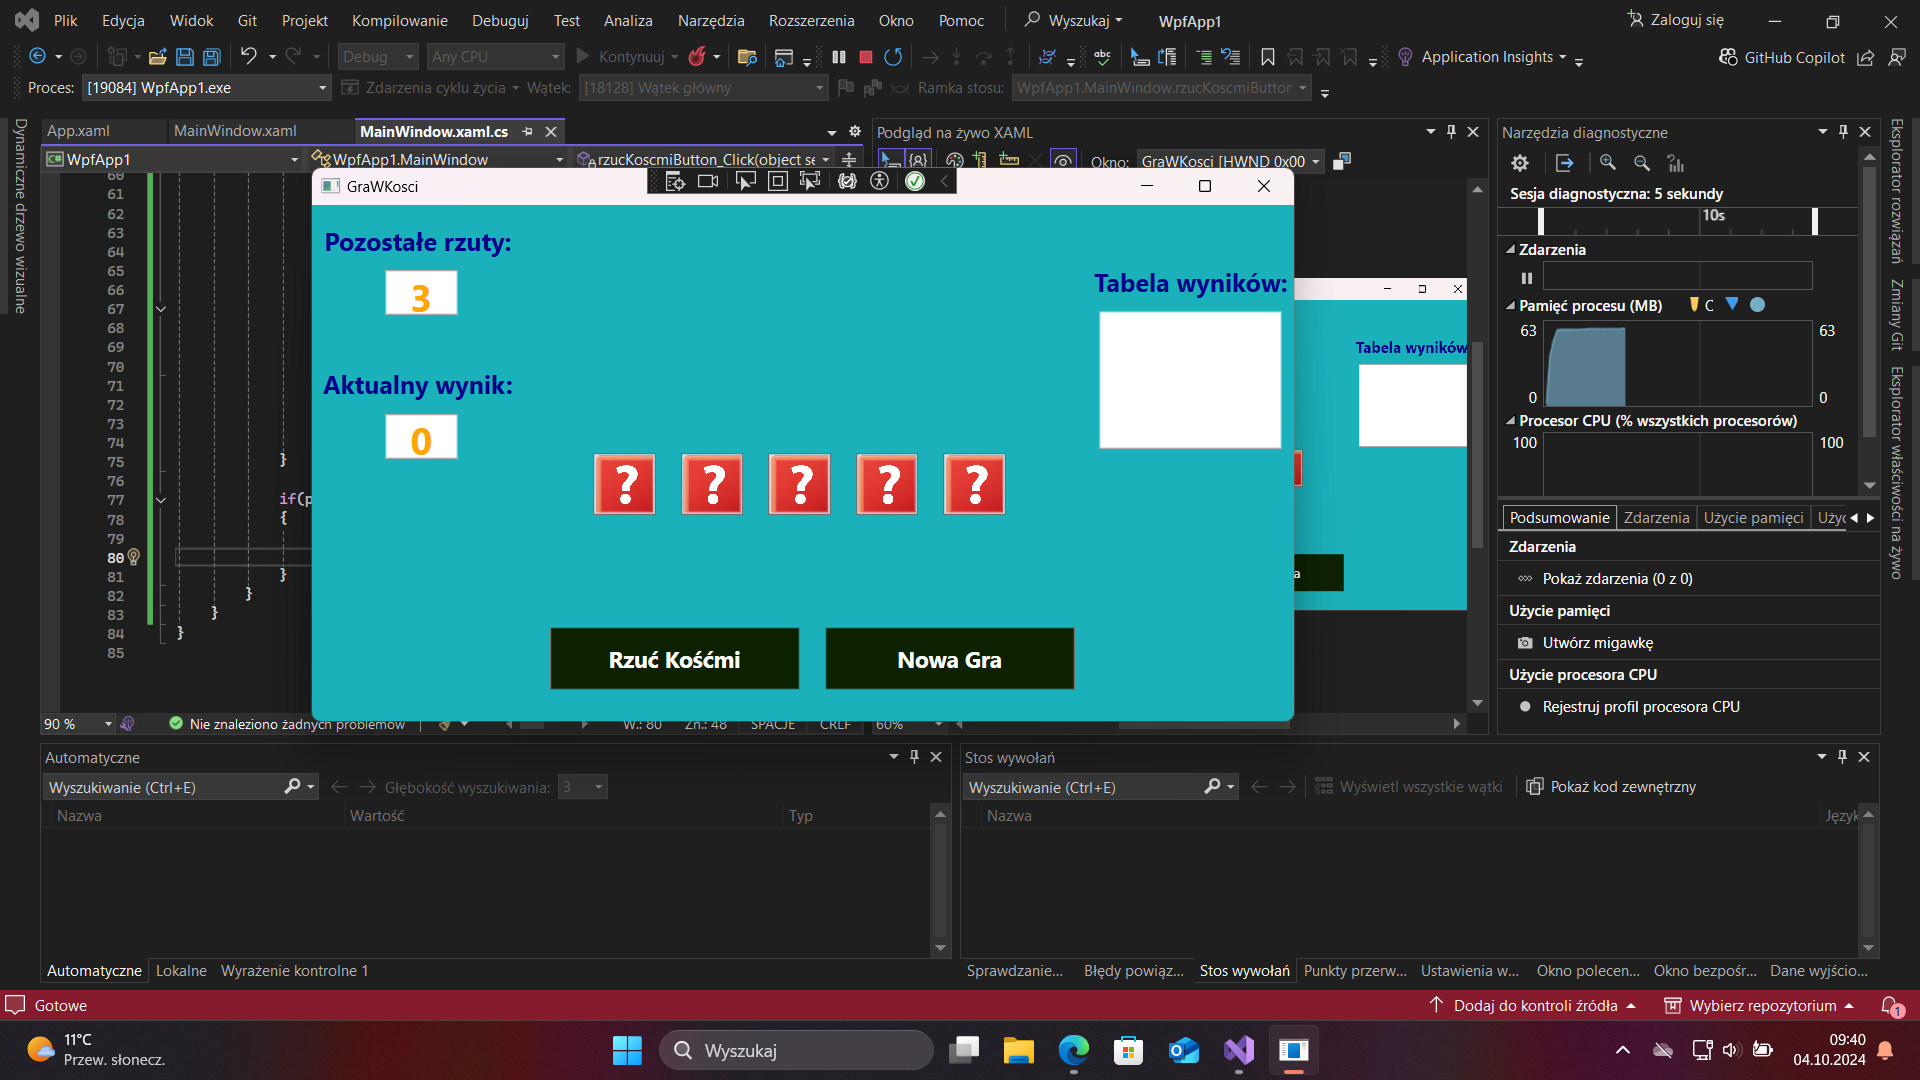 Plik Edycja Widok Git Projekt Kompilowanie Debuguj Test Analiza Narzędzia Rozszerzenia Okno Pomoc Wyszukaj WpfApp1 Zaloguj się
Debug Any CPU Kontynuuj Application Insights GitHub Copilot
Proces: [19084] WpfApp1.exe Zdarzenia cyklu życia Wątek: [18128] Wątek główny Ramka stosu: WpfApp1.MainWindow.rzucKoscmiButton
Dynamiczne drzewo wizualne
App.xaml MainWindow.xaml MainWindow.xaml.cs
WpfApp1 WpfApp1.MainWindow rzucKoscmiButton_Click(object se
60
61
62
63
64
65
66
67
68
69
70
71
72
73
74
75 }
76
77 if(p
78 {
79
80
81 }
82 }
83 }
84 }
85
90 % Nie znaleziono żadnych problemów W.: 80 Zn.: 48 SPACJE CRLF
Podgląd na żywo XAML
Okno: GraWKosci [HWND 0x00
GraWKosci
Pozostałe rzuty:
3
Aktualny wynik:
0
Tabela wyników:
? ? ? ? ?
Rzuć Kośćmi Nowa Gra
Tabela wyników
a
60%
Narzędzia diagnostyczne
Sesja diagnostyczna: 5 sekundy
10s
Zdarzenia
Pamięć procesu (MB) C
63 63
0 0
Procesor CPU (% wszystkich procesorów)
100 100
Podsumowanie Zdarzenia Użycie pamięci Użyc
Zdarzenia
Pokaż zdarzenia (0 z 0)
Użycie pamięci
Utwórz migawkę
Użycie procesora CPU
Rejestruj profil procesora CPU
Eksplorator rozwiązań
Zmiany Git
Eksplorator właściwości na żywo
Automatyczne
Wyszukiwanie (Ctrl+E) Głębokość wyszukiwania: 3
Nazwa Wartość Typ
Automatyczne Lokalne Wyrażenie kontrolne 1
Stos wywołań
Wyszukiwanie (Ctrl+E) Wyświetl wszystkie wątki Pokaż kod zewnętrzny
Nazwa Język
Sprawdzanie... Błędy powiąz... Stos wywołań Punkty przerw... Ustawienia w... Okno polecen... Okno bezpośr... Dane wyjścio...
Gotowe Dodaj do kontroli źródła Wybierz repozytorium 1
11°C
Przew. słonecz.
Wyszukaj
09:40
04.10.2024